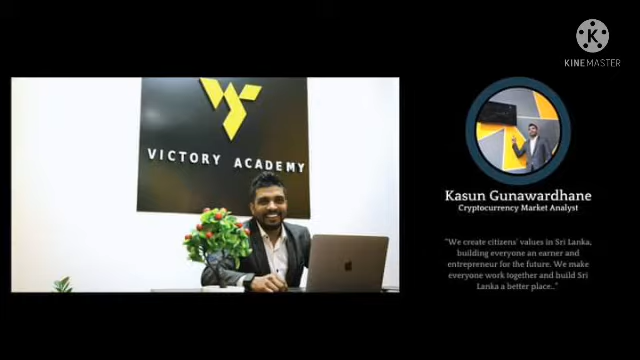 KINEMASTER
VICTORY ACADEMY
Kasun Gunawardhane
Cryptocurrency Market Analyst
"We create citizens' values in Sri Lanka,
building everyone an earner and
entrepreneur for the future. We make
everyone work together and build Sri
Lanka a better place.."